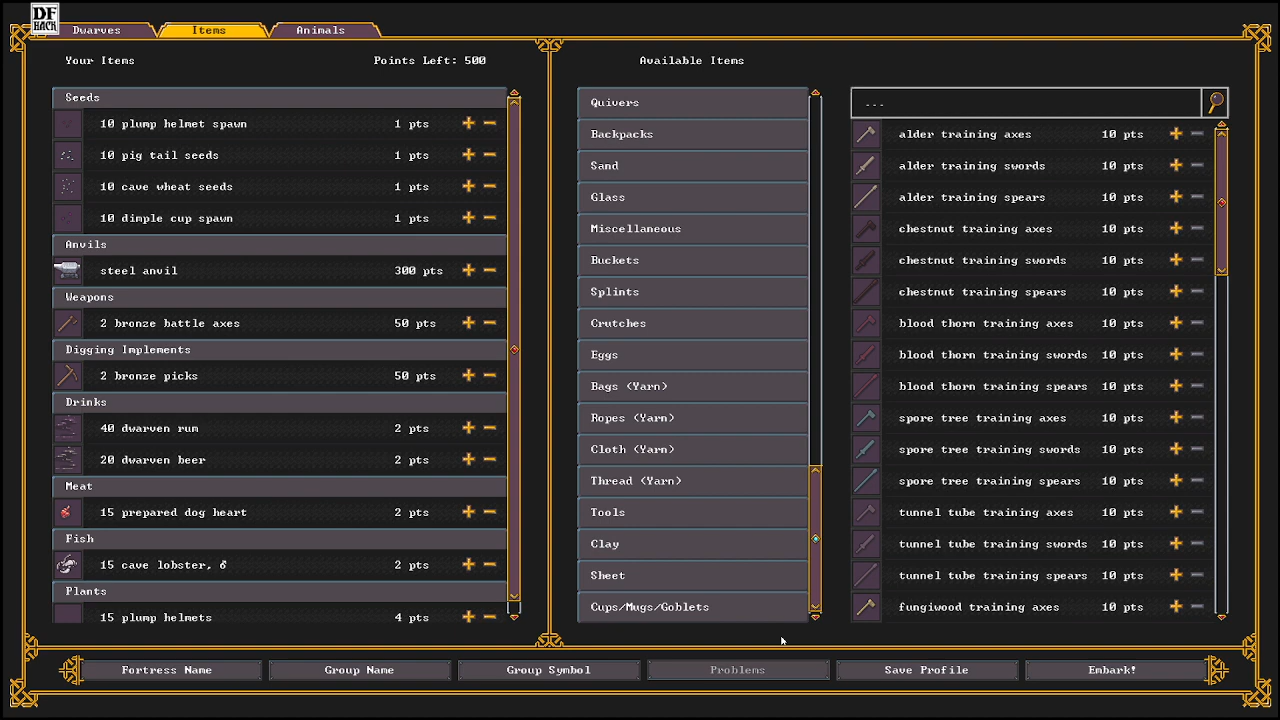 DF
HACK
Dwarves
Items
Animals
Your Items
Points Left: 500
Seeds
10 plump helmet spawn 1 pts
10 pig tail seeds 1 pts
10 cave wheat seeds 1 pts
10 dimple cup spawn 1 pts
Anvils
steel anvil 300 pts
Weapons
2 bronze battle axes 50 pts
Digging Implements
2 bronze picks 50 pts
Drinks
40 dwarven rum 2 pts
20 dwarven beer 2 pts
Meat
15 prepared dog heart 2 pts
Fish
15 cave lobster, ♂ 2 pts
Plants
15 plump helmets 4 pts
Available Items
Quivers
Backpacks
Sand
Glass
Miscellaneous
Buckets
Splints
Crutches
Eggs
Bags (Yarn)
Ropes (Yarn)
Cloth (Yarn)
Thread (Yarn)
Tools
Clay
Sheet
Cups/Mugs/Goblets
...
alder training axes 10 pts
alder training swords 10 pts
alder training spears 10 pts
chestnut training axes 10 pts
chestnut training swords 10 pts
chestnut training spears 10 pts
blood thorn training axes 10 pts
blood thorn training swords 10 pts
blood thorn training spears 10 pts
spore tree training axes 10 pts
spore tree training swords 10 pts
spore tree training spears 10 pts
tunnel tube training axes 10 pts
tunnel tube training swords 10 pts
tunnel tube training spears 10 pts
fungiwood training axes 10 pts
Fortress Name
Group Name
Group Symbol
Problems
Save Profile
Embark!